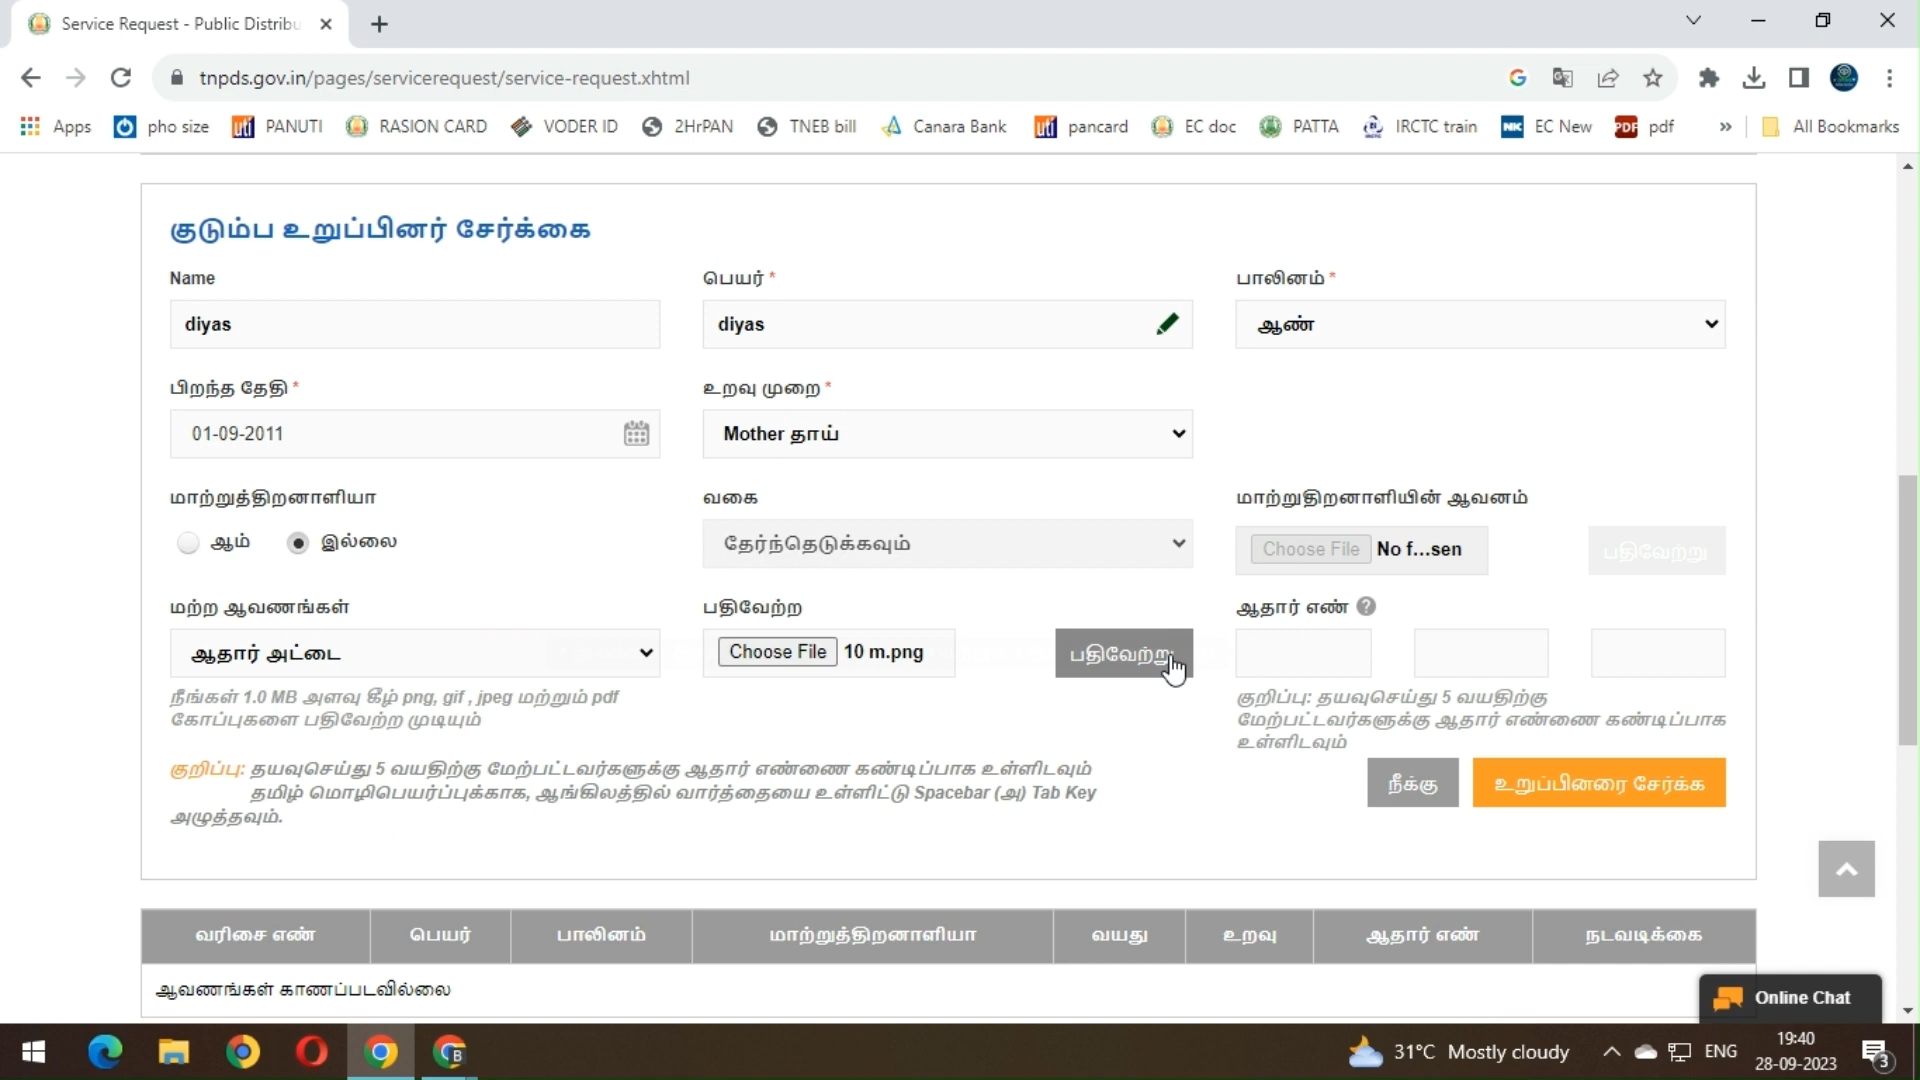 Service Request - Public Distribu
tnpds.gov.in/pages/servicerequest/service-request.xhtml
Apps pho size PANUTI RASION CARD VODER ID 2HrPAN TNEB bill Canara Bank pancard EC doc PATTA IRCTC train EC New pdf » All Bookmarks
குடும்ப உறுப்பினர் சேர்க்கை
Name பெயர் * பாலினம் *
diyas diyas ஆண்
பிறந்த தேதி * உறவு முறை *
01-09-2011 Mother தாய்
மாற்றுத்திறனாளியா வகை மாற்றுதிறனாளியின் ஆவனம்
ஆம் இல்லை தேர்ந்தெடுக்கவும் Choose File No f...sen பதிவேற்று
மற்ற ஆவணங்கள் பதிவேற்ற ஆதார் எண் ?
ஆதார் அட்டை Choose File 10 m.png பதிவேற்று
நீங்கள் 1.0 MB அளவு கீழ் png, gif , jpeg மற்றும் pdf
கோப்புகளை பதிவேற்ற முடியும்
குறிப்பு: தயவுசெய்து 5 வயதிற்கு
மேற்பட்டவர்களுக்கு ஆதார் எண்ணை கண்டிப்பாக
உள்ளிடவும்
குறிப்பு: தயவுசெய்து 5 வயதிற்கு மேற்பட்டவர்களுக்கு ஆதார் எண்ணை கண்டிப்பாக உள்ளிடவும்
தமிழ் மொழிபெயர்ப்புக்காக, ஆங்கிலத்தில் வார்த்தையை உள்ளிட்டு Spacebar (அ) Tab Key
அழுத்தவும்.
நீக்கு உறுப்பினரை சேர்க்க
வரிசை எண் பெயர் பாலினம் மாற்றுத்திறனாளியா வயது உறவு ஆதார் எண் நடவடிக்கை
ஆவணங்கள் காணப்படவில்லை
Online Chat
31°C Mostly cloudy ENG 19:40
28-09-2023 3